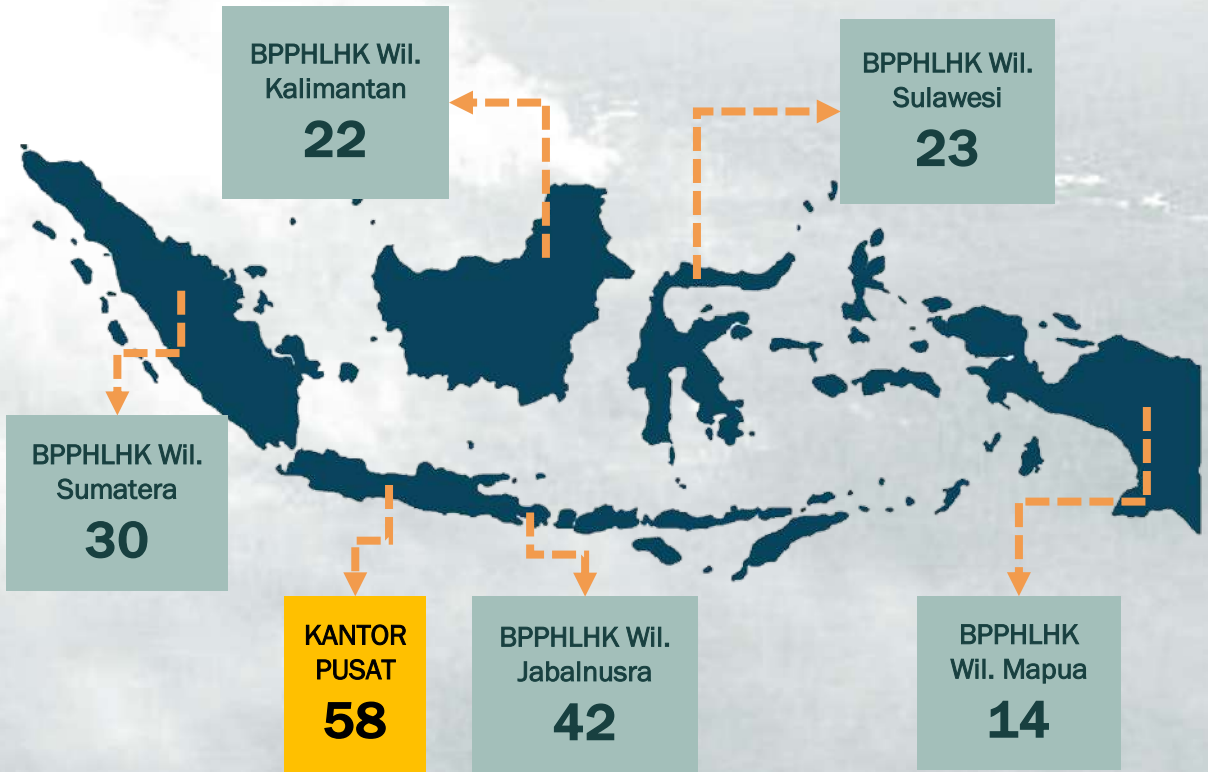 BPPHLHK Wil.
Kalimantan
22
BPPHLHK Wil.
Sulawesi
23
BPPHLHK Wil.
Sumatera
30
KANTOR
PUSAT
58
BPPHLHK Wil.
Jabalnusra
42
BPPHLHK
Wil. Mapua
14